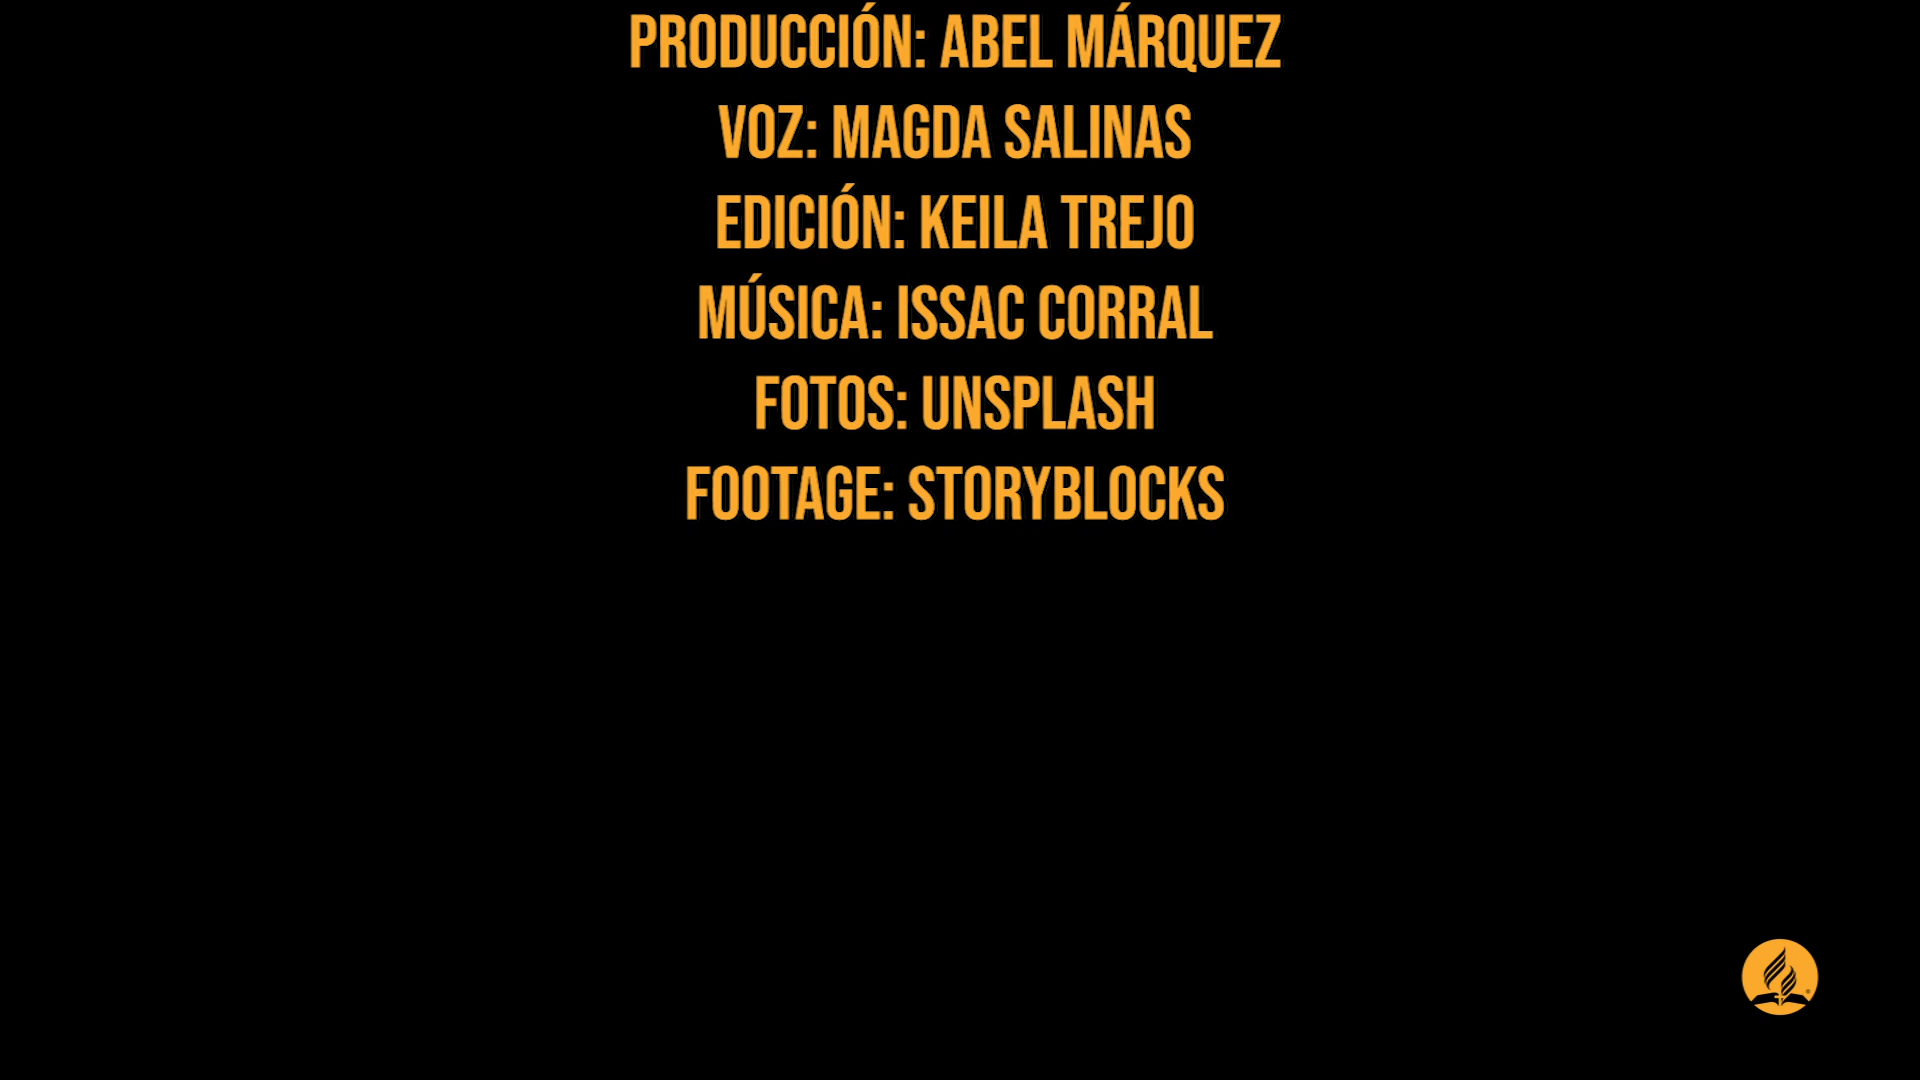 PRODUCCIÓN: ABEL MÁRQUEZ
VOZ: MAGDA SALINAS
EDICIÓN: KEILA TREJO
MÚSICA: ISSAC CORRAL
FOTOS: UNSPLASH
FOOTAGE: STORYBLOCKS